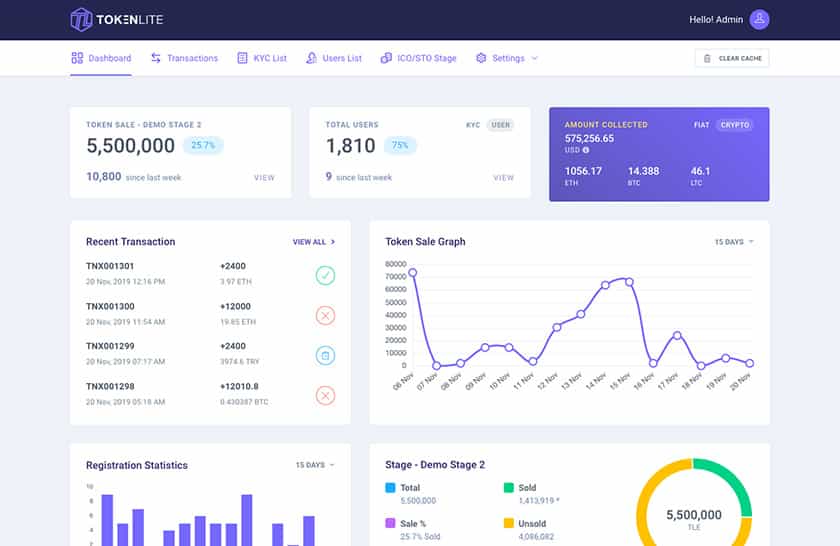 TOKENLITE
Hello! Admin
Dashboard
Transactions
KYC List
Users List
ICO/STO Stage
Settings
CLEAR CACHE
TOKEN SALE - DEMO STAGE 2
5,500,000 25.7%
10,800 since last week VIEW
TOTAL USERS KYC USER
1,810 75%
9 since last week VIEW
AMOUNT COLLECTED FIAT CRYPTO
575,256.65
USD
1056.17 14.388 46.1
ETH BTC LTC
Recent Transaction VIEW ALL
TNX001301 +2400
20 Nov, 2019 12:16 PM 3.97 ETH
TNX001300 +12000
20 Nov, 2019 11:54 AM 19.85 ETH
TNX001299 +2400
20 Nov, 2019 07:17 AM 3974.6 TRY
TNX001298 +12010.8
20 Nov, 2019 05:18 AM 0.430387 BTC
Token Sale Graph 15 DAYS
80000
70000
60000
50000
40000
30000
20000
10000
0
06 Nov 07 Nov 08 Nov 09 Nov 10 Nov 11 Nov 12 Nov 13 Nov 14 Nov 15 Nov 16 Nov 17 Nov 18 Nov 19 Nov 20 Nov
Registration Statistics 15 DAYS
10
8
6
4
2
Stage - Demo Stage 2
Total Sold
5,500,000 1,413,919 *
Sale % Unsold
25.7% Sold 4,086,082
5,500,000
TLE